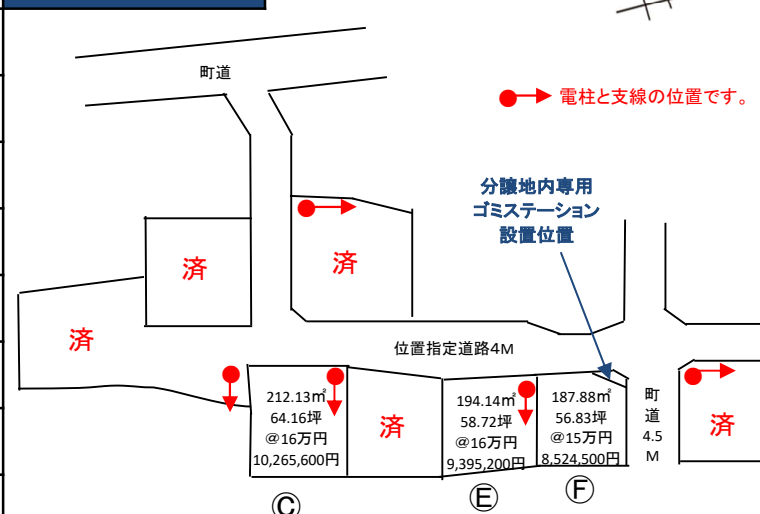 町道
電柱と支線の位置です。
分譲地内専用
ゴミステーション
設置位置
済
済
済
位置指定道路4M
212.13㎡
64.16坪
@16万円
10,265,600円
済
194.14㎡
58.72坪
@16万円
9,395,200円
187.88㎡
56.83坪
@15万円
8,524,500円
町
道
4.5
M
済
Ⓒ
Ⓔ
Ⓕ